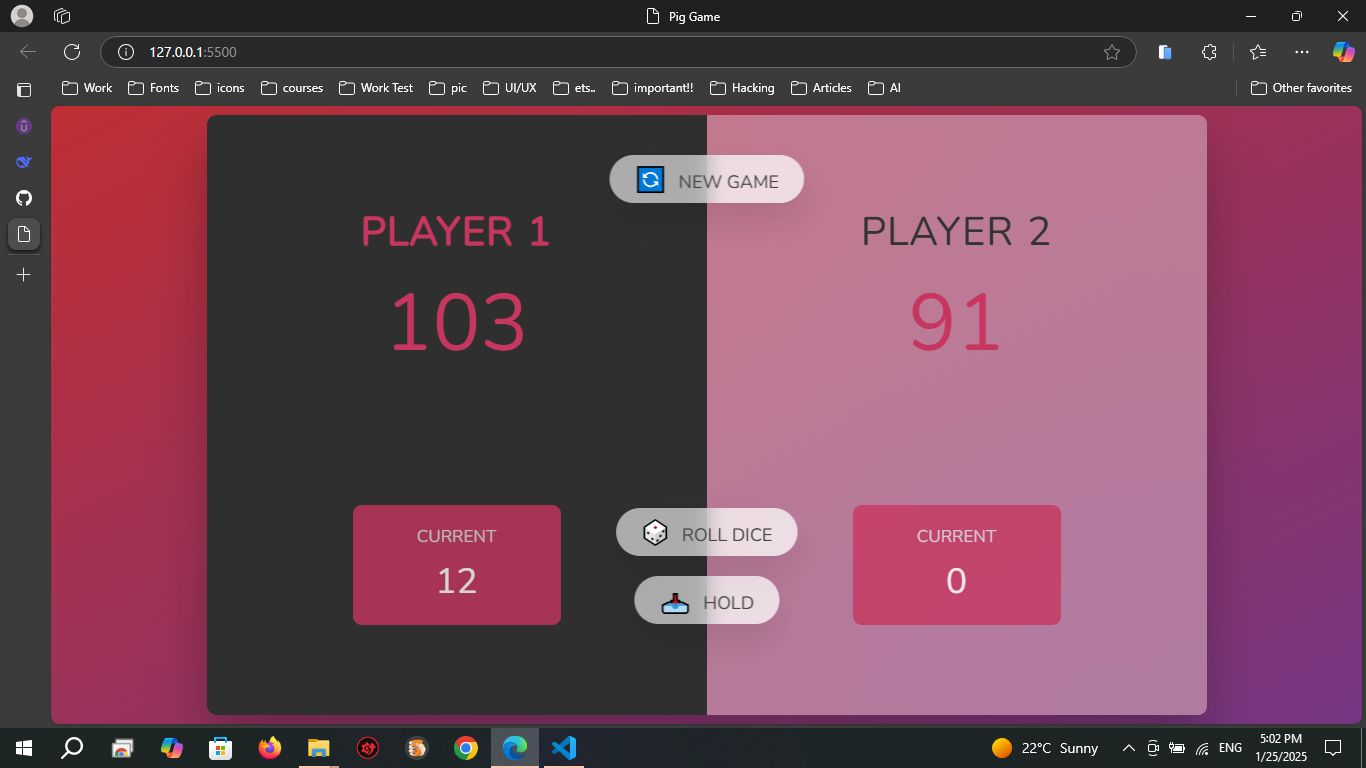 Pig Game
127.0.0.1:5500
Work Fonts icons courses Work Test pic UI/UX ets.. important!! Hacking Articles AI Other favorites
NEW GAME
PLAYER 1
103
PLAYER 2
91
CURRENT
12
ROLL DICE
HOLD
CURRENT
0
22°C Sunny
ENG
5:02 PM
1/25/2025